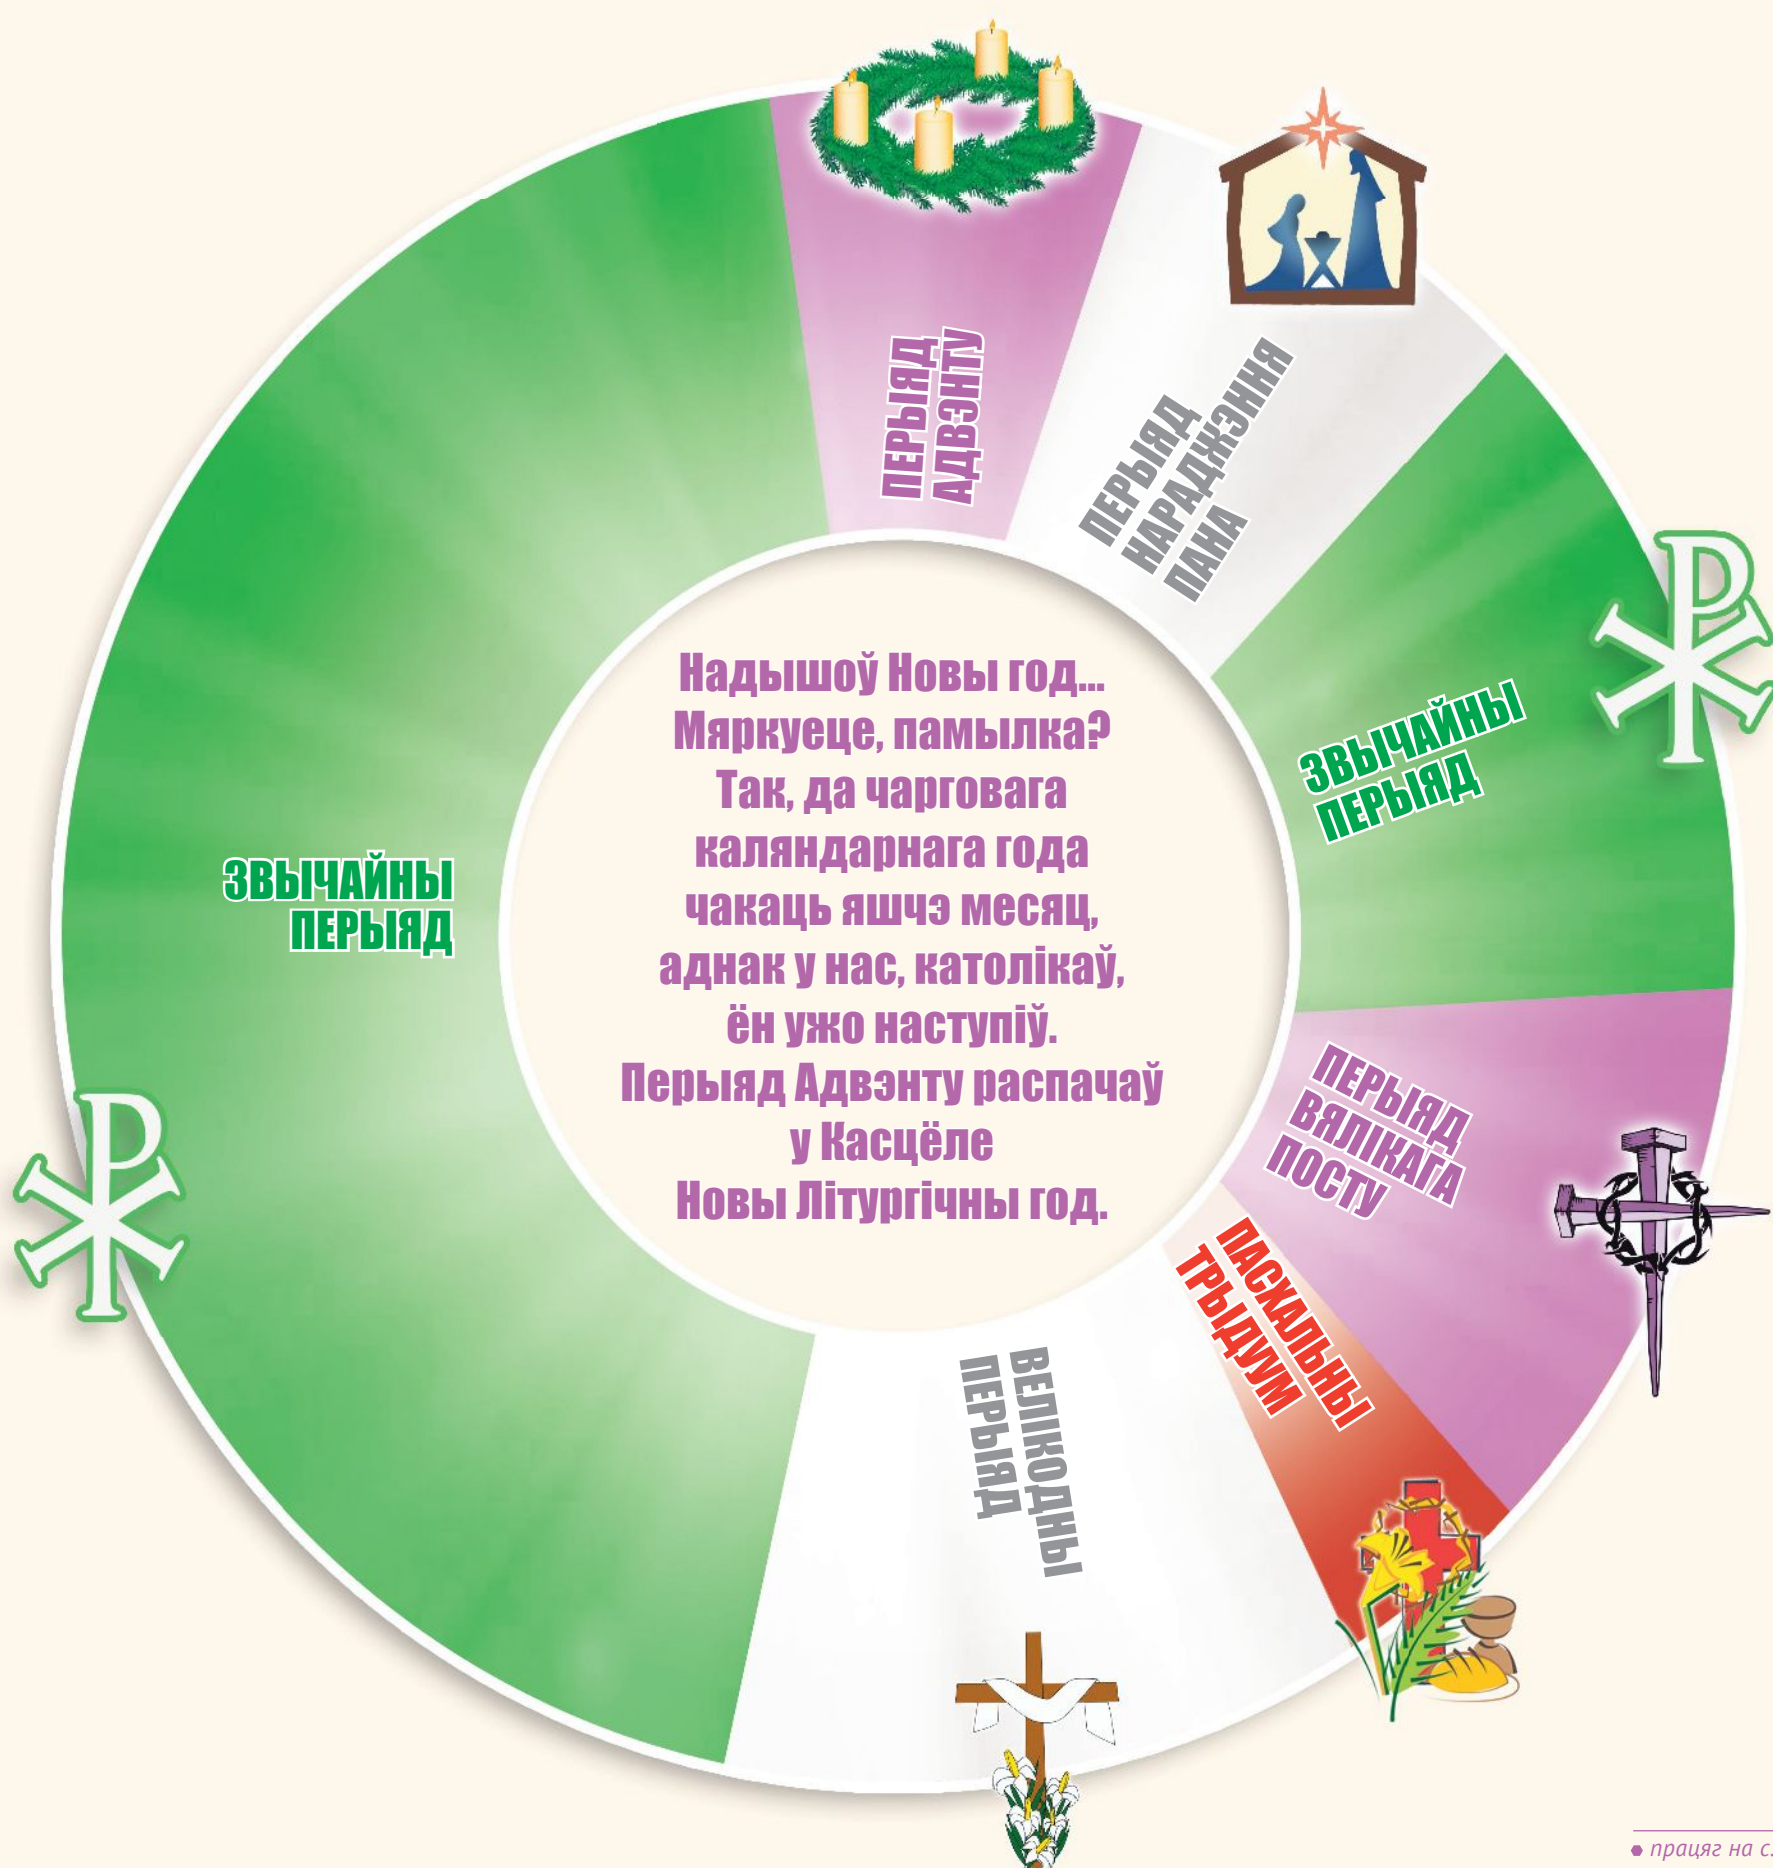 ПЕРЫЯД
АДВЭНТУ
ПЕРЫЯД
НАРАДЖЭННЯ
ПАНА
ЗВЫЧАЙНЫ
ПЕРЫЯД
ПЕРЫЯД
ВЯЛІКАГА
ПОСТУ
ПАСХАЛЬНЫ
ТРЫДУУМ
ВЕЛІКОДНЫ
ПЕРЫЯД
ЗВЫЧАЙНЫ
ПЕРЫЯД
Надышоў Новы год...
Мяркуеце, памылка?
Так, да чарговага
каляндарнага года
чакаць яшчэ месяц,
аднак у нас, католікаў,
ён ужо наступіў.
Перыяд Адвэнту распачаў
у Касцёле
Новы Літургічны год.
працяг на с.